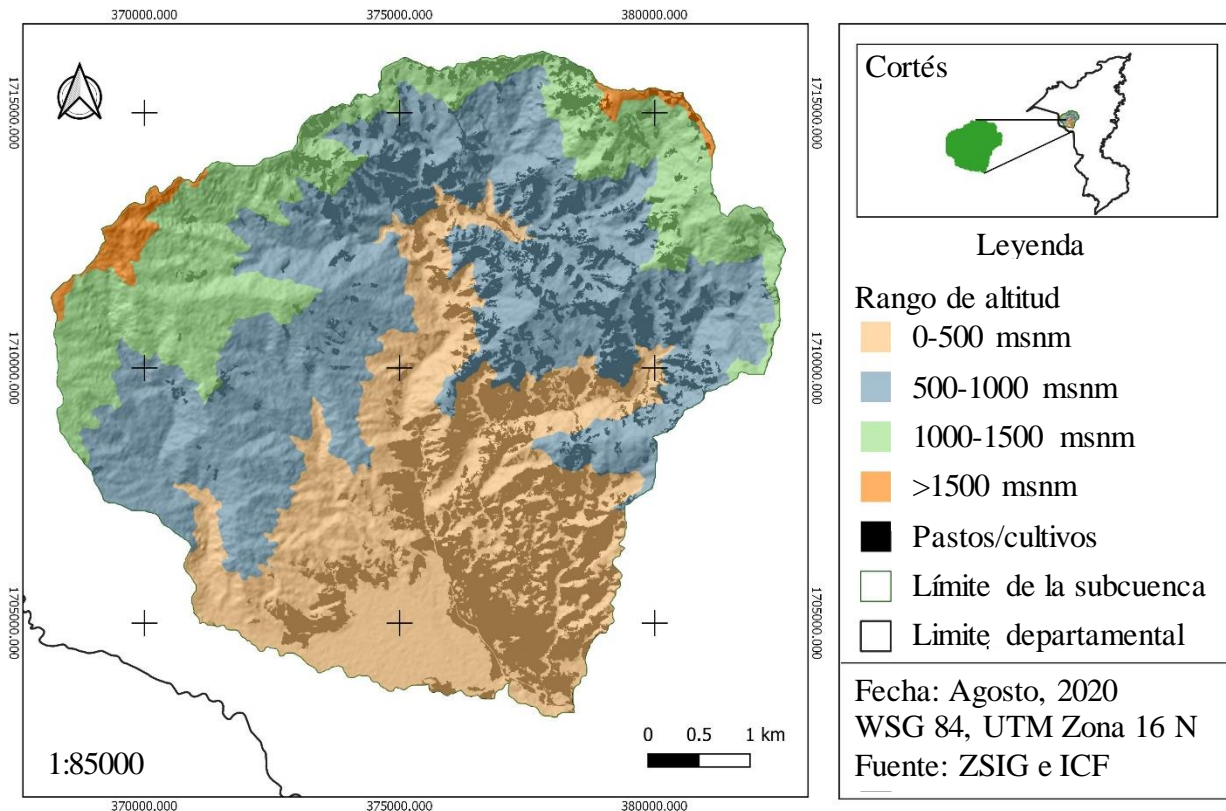 370000.000 375000.000 380000.000
1715000.000 1715000.000
1710000.000 1710000.000
1705000.000 1705000.000
0 0.5 1 km
1:85000
370000.000 375000.000 380000.000
Cortés
Leyenda
Rango de altitud
0-500 msnm
500-1000 msnm
1000-1500 msnm
>1500 msnm
Pastos/cultivos
Límite de la subcuenca
Limite departamental
Fecha: Agosto, 2020
WSG 84, UTM Zona 16 N
Fuente: ZSIG e ICF